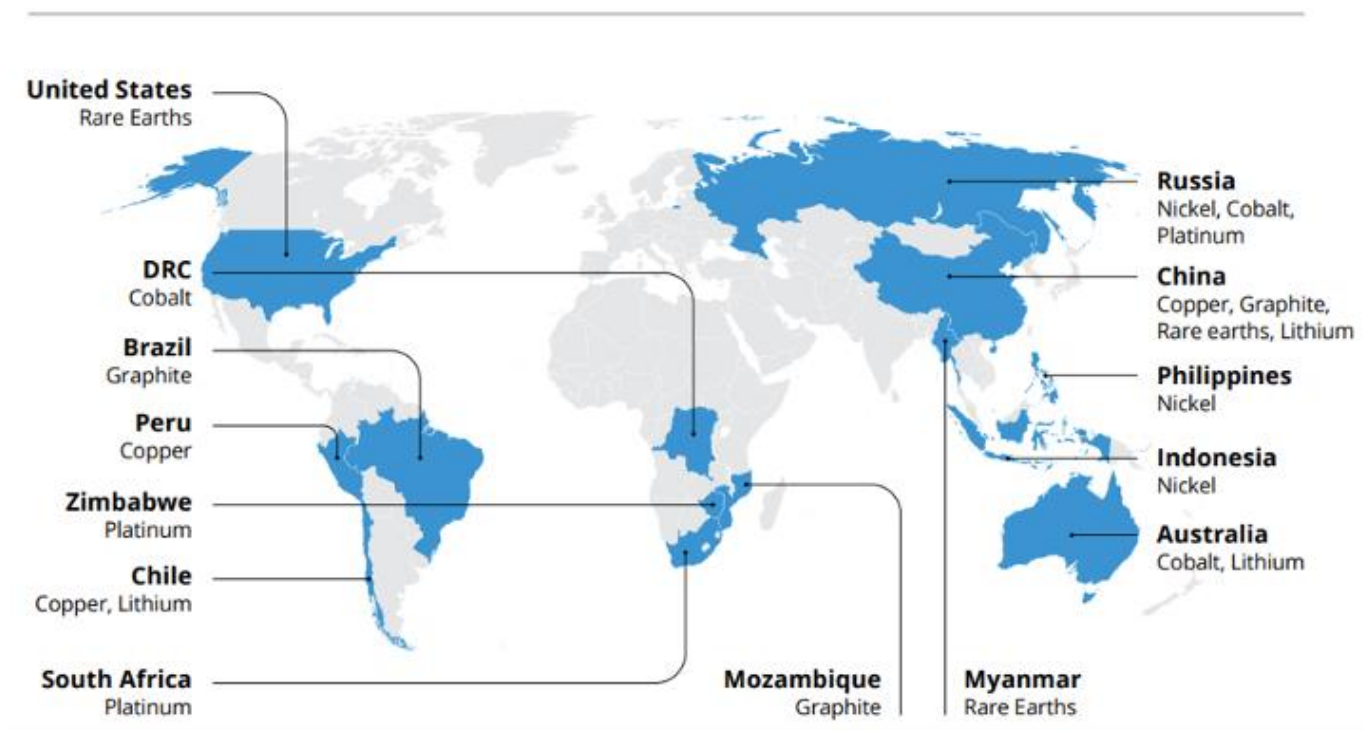 United States
Rare Earths
DRC
Cobalt
Brazil
Graphite
Peru
Copper
Zimbabwe
Platinum
Chile
Copper, Lithium
South Africa
Platinum
Mozambique
Graphite
Myanmar
Rare Earths
Russia
Nickel, Cobalt,
Platinum
China
Copper, Graphite,
Rare earths, Lithium
Philippines
Nickel
Indonesia
Nickel
Australia
Cobalt, Lithium